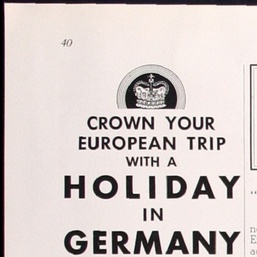 40
CROWN YOUR
EUROPEAN TRIP
WITH A
HOLIDAY
IN
GERMANY